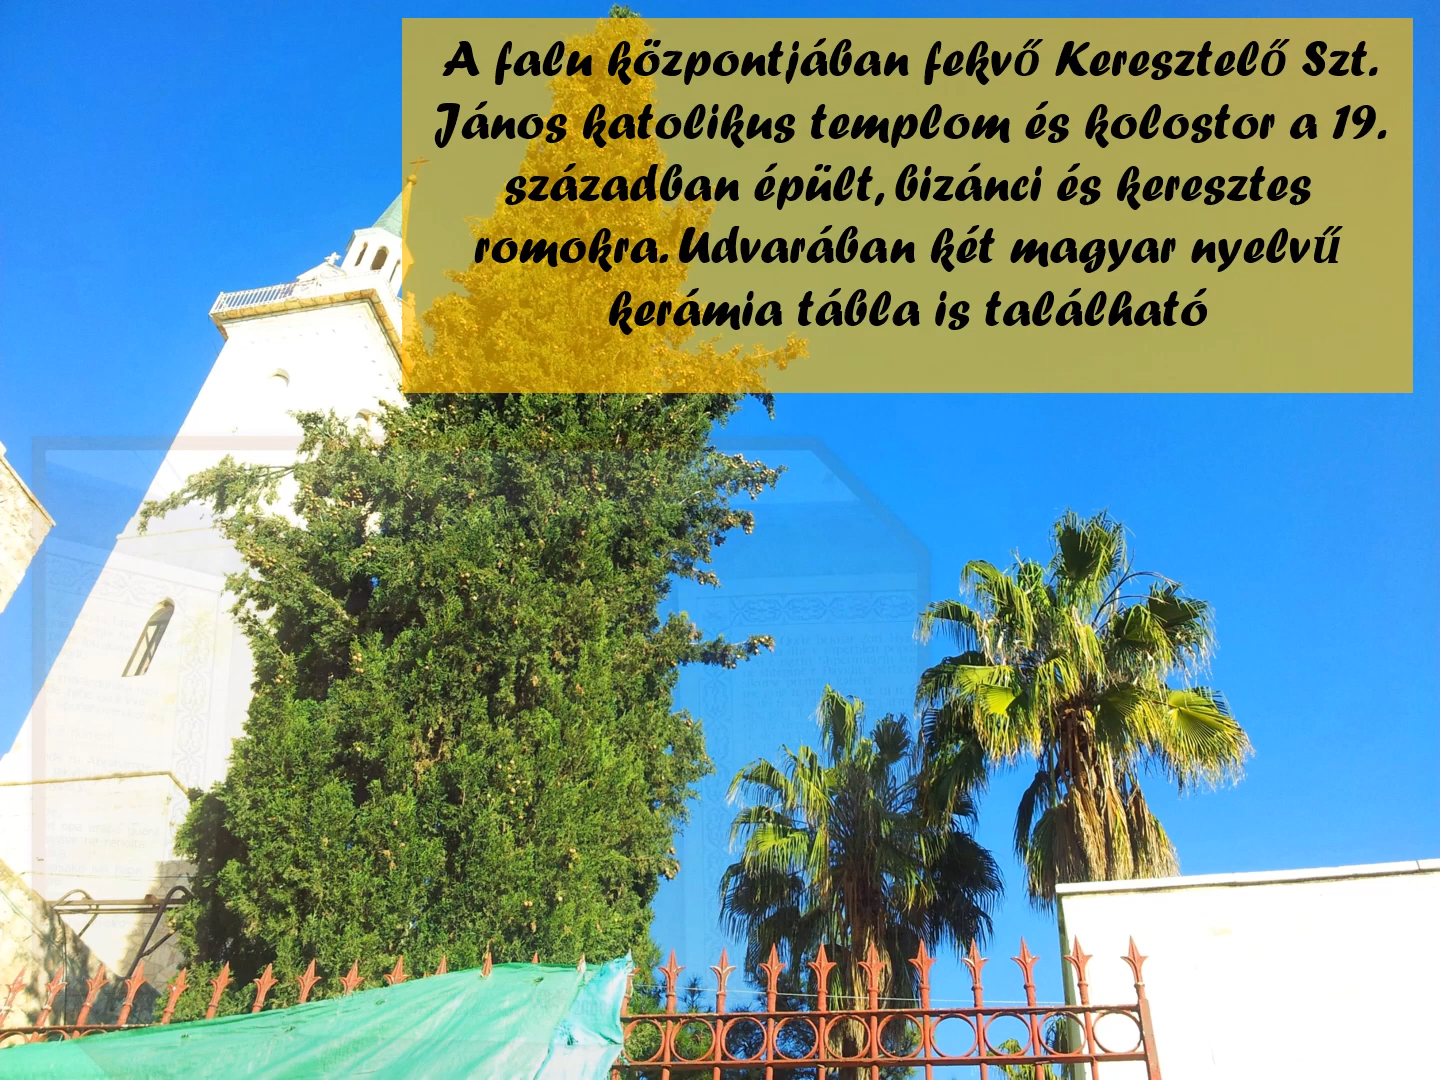 A falu központjában fekvő Keresztelő Szt.
János katolikus templom és kolostor a 19.
században épült, bizánci és keresztes
romokra. Udvarában két magyar nyelvű
kerámia tábla is található